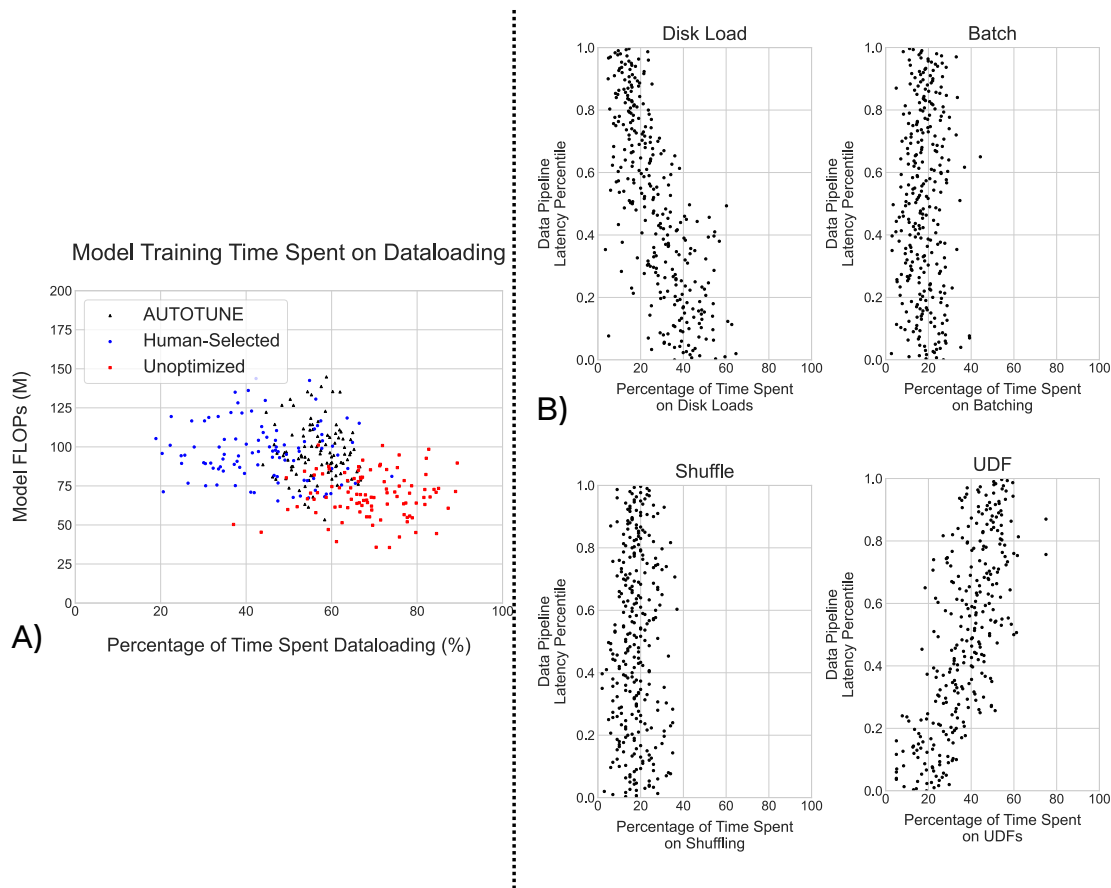 Model Training Time Spent on Dataloading
200
175
150
125
100
75
50
25
0
Model FLOPs (M)
AUTOTUNE
Human-Selected
Unoptimized
0 20 40 60 80 100
Percentage of Time Spent Dataloading (%)
A)
Disk Load
1.0
0.8
0.6
0.4
0.2
0.0
Data Pipeline
Latency Percentile
0 20 40 60 80 100
Percentage of Time Spent
on Disk Loads
Batch
1.0
0.8
0.6
0.4
0.2
0.0
Data Pipeline
Latency Percentile
0 20 40 60 80 100
Percentage of Time Spent
on Batching
B)
Shuffle
1.0
0.8
0.6
0.4
0.2
0.0
Data Pipeline
Latency Percentile
0 20 40 60 80 100
Percentage of Time Spent
on Shuffling
UDF
1.0
0.8
0.6
0.4
0.2
0.0
Data Pipeline
Latency Percentile
0 20 40 60 80 100
Percentage of Time Spent
on UDFs